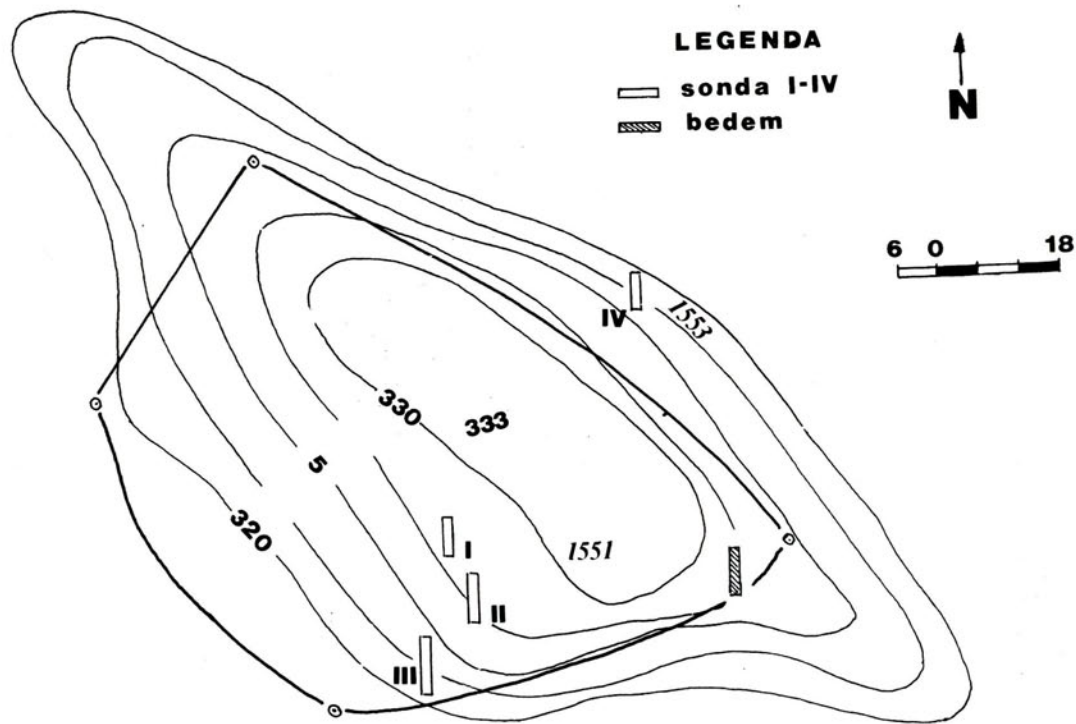 LEGENDA
sonda I-IV
bedem
N
6 0 18
IV
1553
330
333
5
320
I
1551
II
III